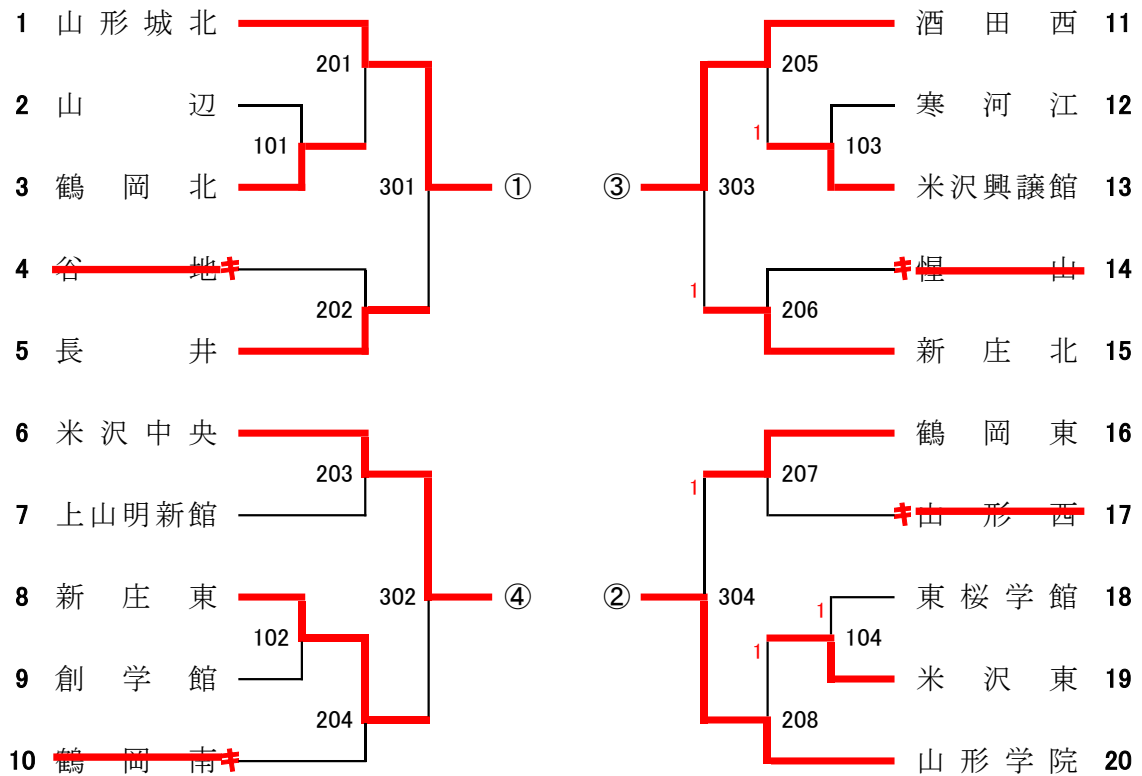 1 山形城北
201
2 山辺
101
3 鶴岡北
301 ①
4 谷地 キ
202
5 長井
6 米沢中央
203
7 上山明新館
8 新庄東
302 ④
102
9 創学館
204
10 鶴岡南 キ
酒田西 11
205
寒河江 12
1 103
米沢興譲館 13
③ 303
キ 惺山 14
1 206
新庄北 15
鶴岡東 16
1 207
キ 山形西 17
東桜学館 18
② 304
1 104
1
米沢東 19
208
山形学院 20